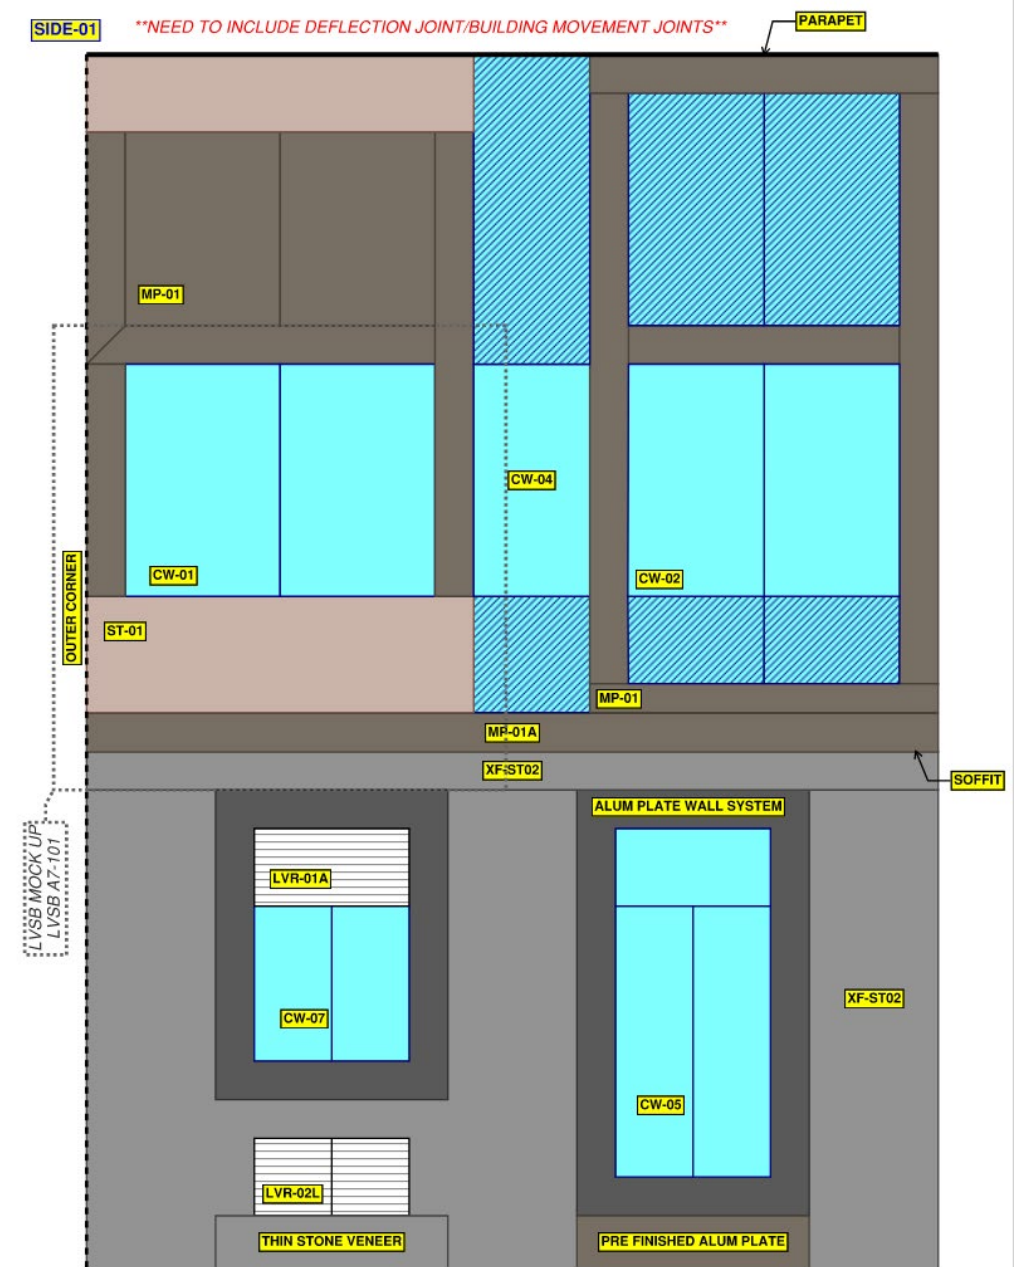 SIDE-01
**NEED TO INCLUDE DEFLECTION JOINT/BUILDING MOVEMENT JOINTS**
PARAPET
MP-01
CW-04
CW-01
CW-02
OUTER CORNER
ST-01
MP-01
MP-01A
XF-ST02
SOFFIT
ALUM PLATE WALL SYSTEM
LVSB MOCK UP
LVSB A7-101
LVR-01A
XF-ST02
CW-07
CW-05
LVR-02L
THIN STONE VENEER
PRE FINISHED ALUM PLATE